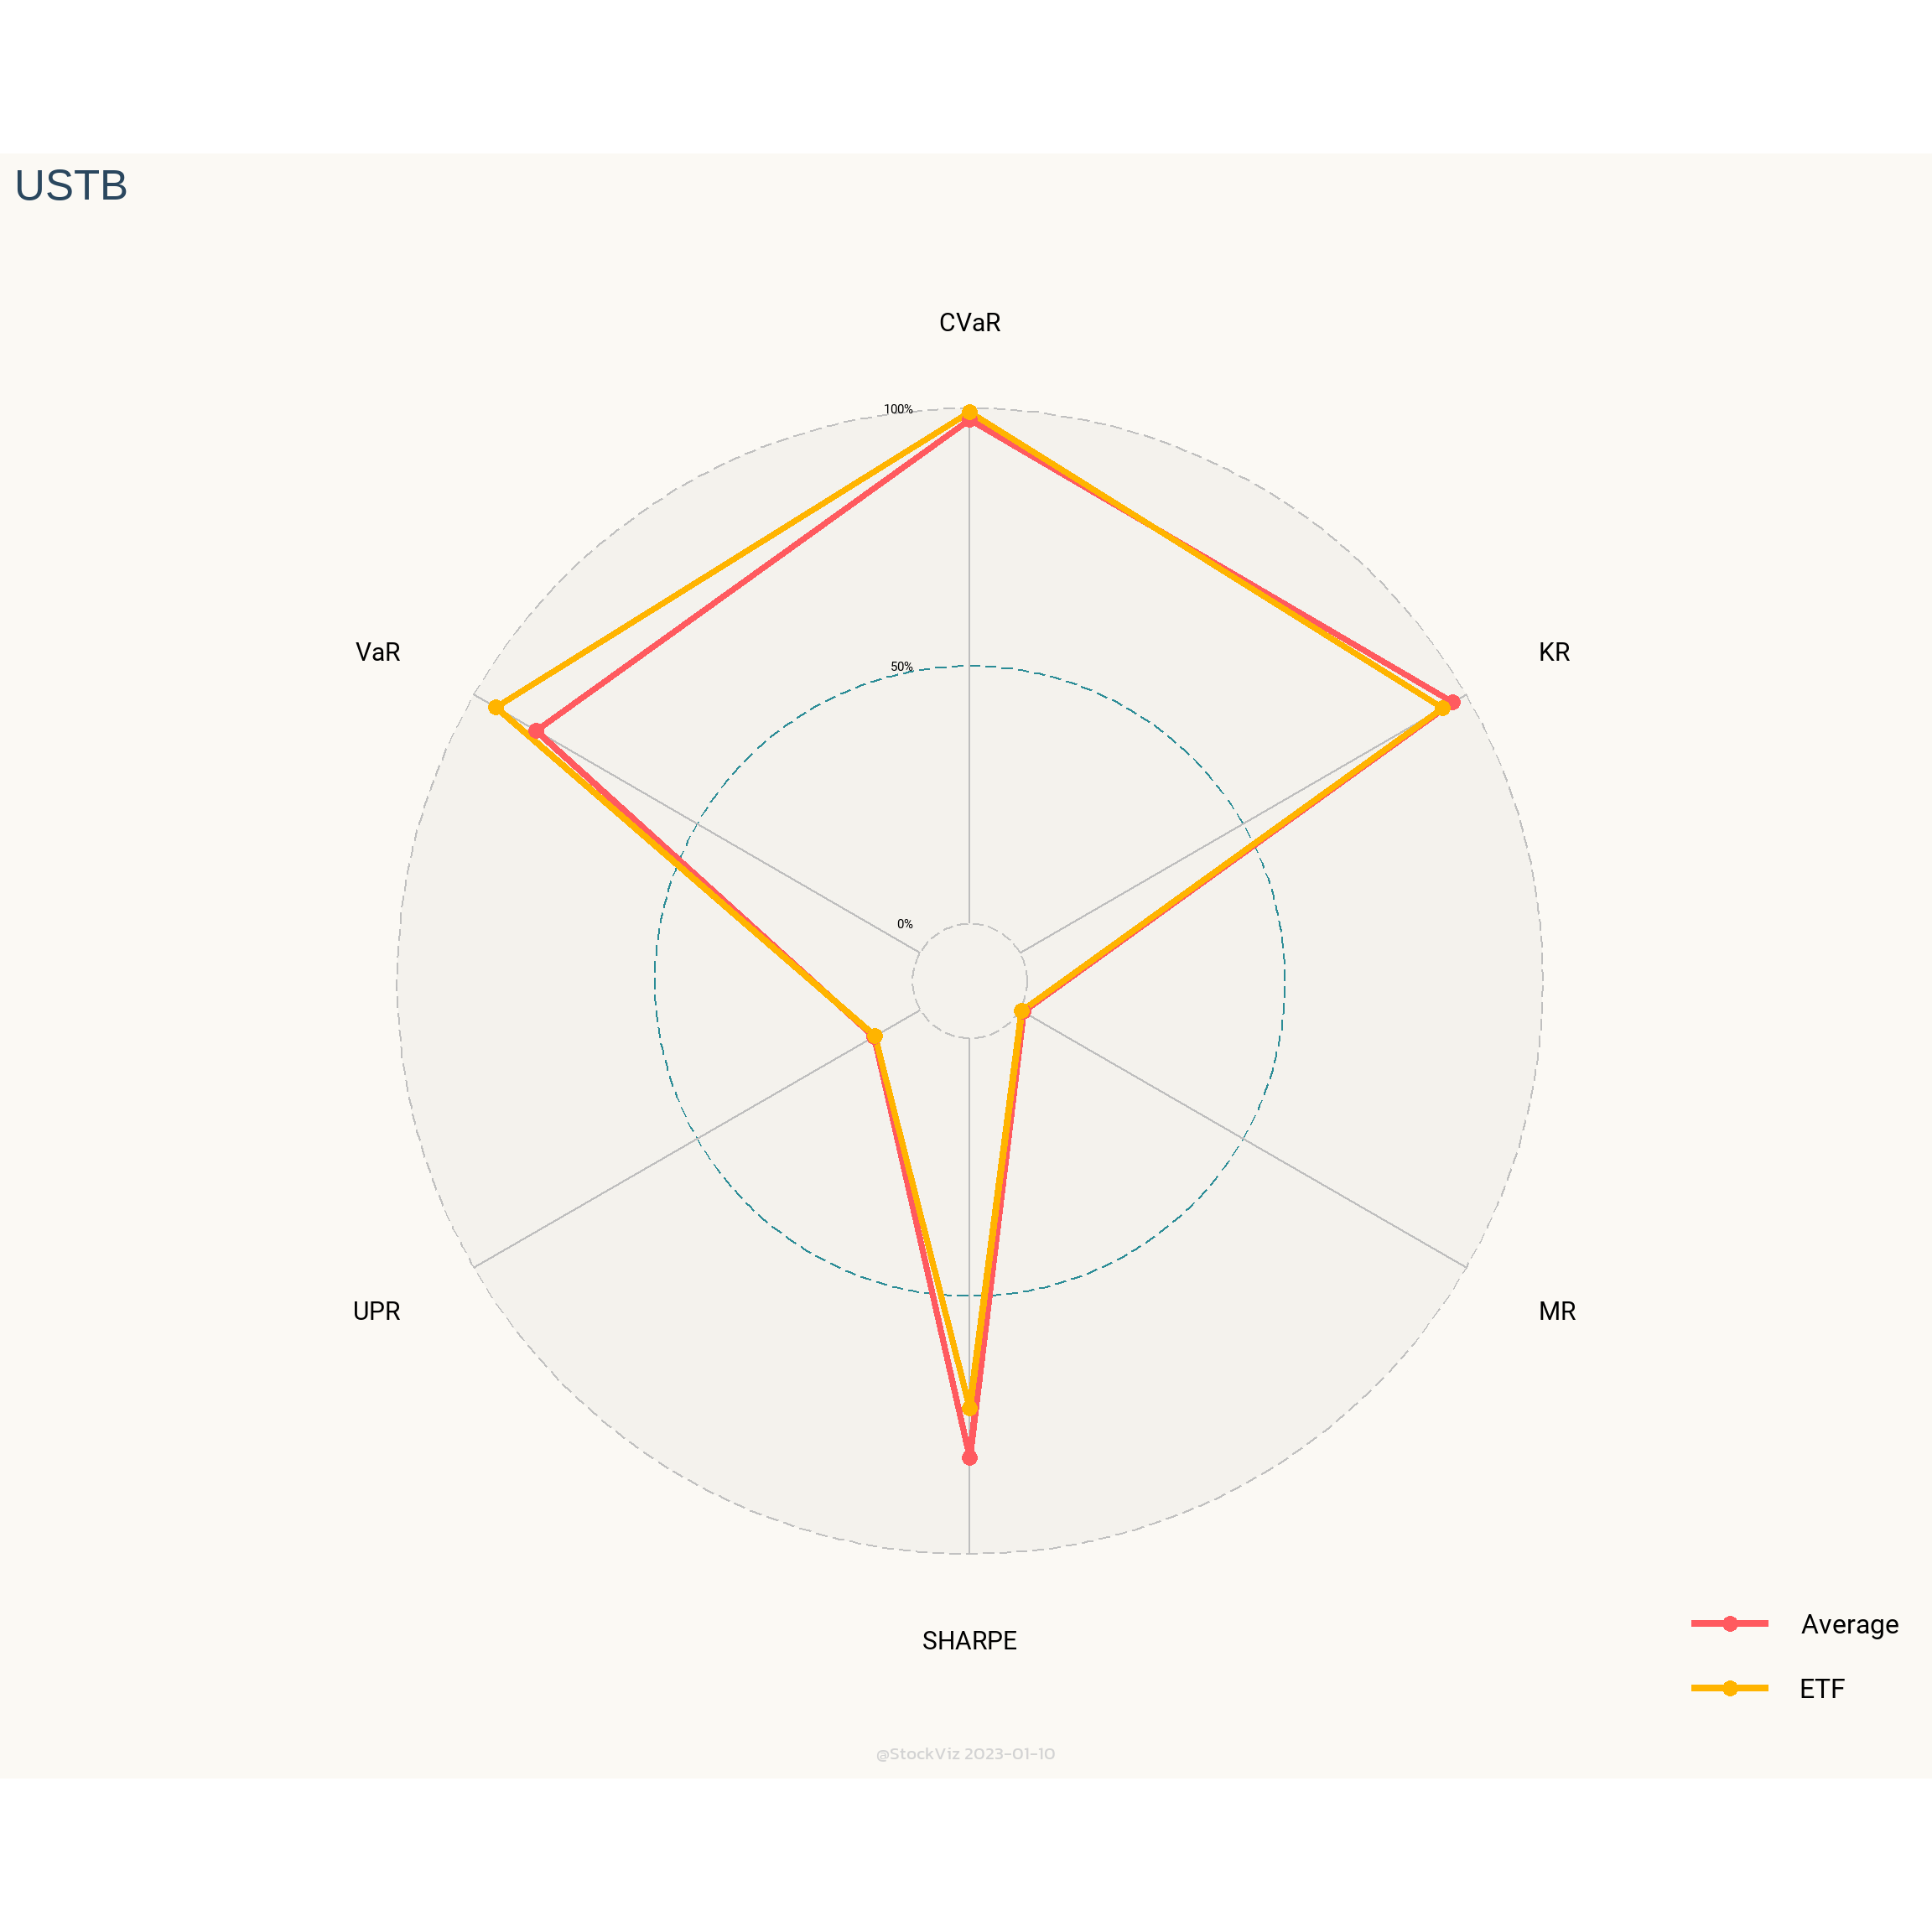 USTB
CVaR
100%
VaR
KR
50%
0%
UPR
MR
SHARPE
Average
ETF
@StockViz 2023-01-10